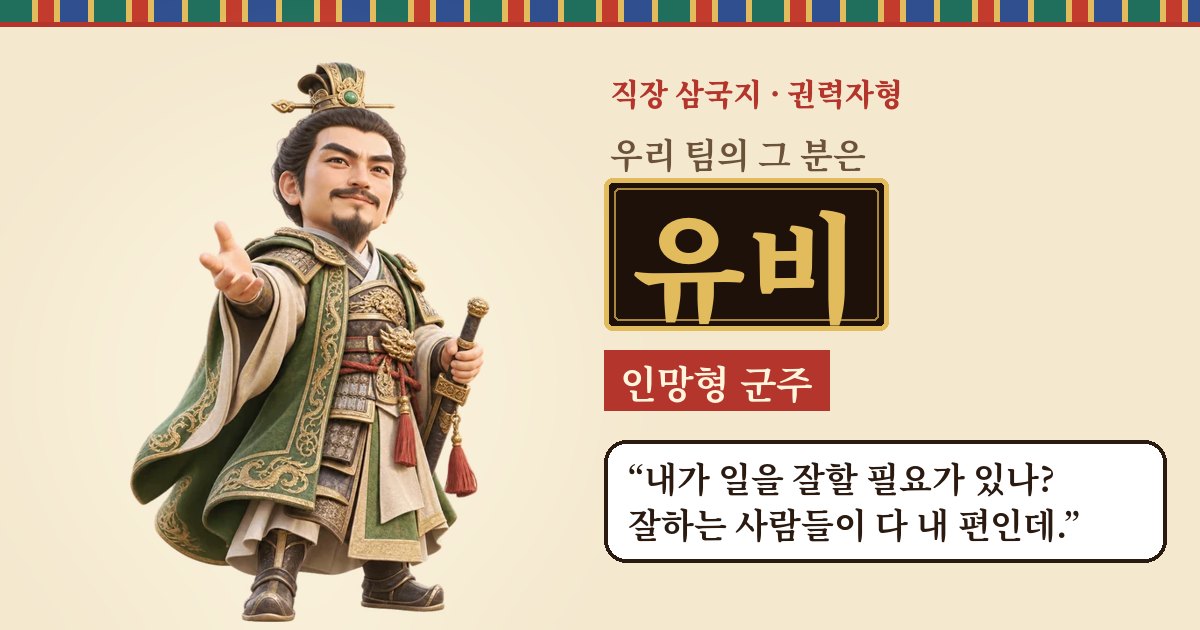 직장 삼국지 · 권력자형
우리 팀의 그 분은
유비
인망형 군주
“내가 일을 잘할 필요가 있나?
잘하는 사람들이 다 내 편인데.”